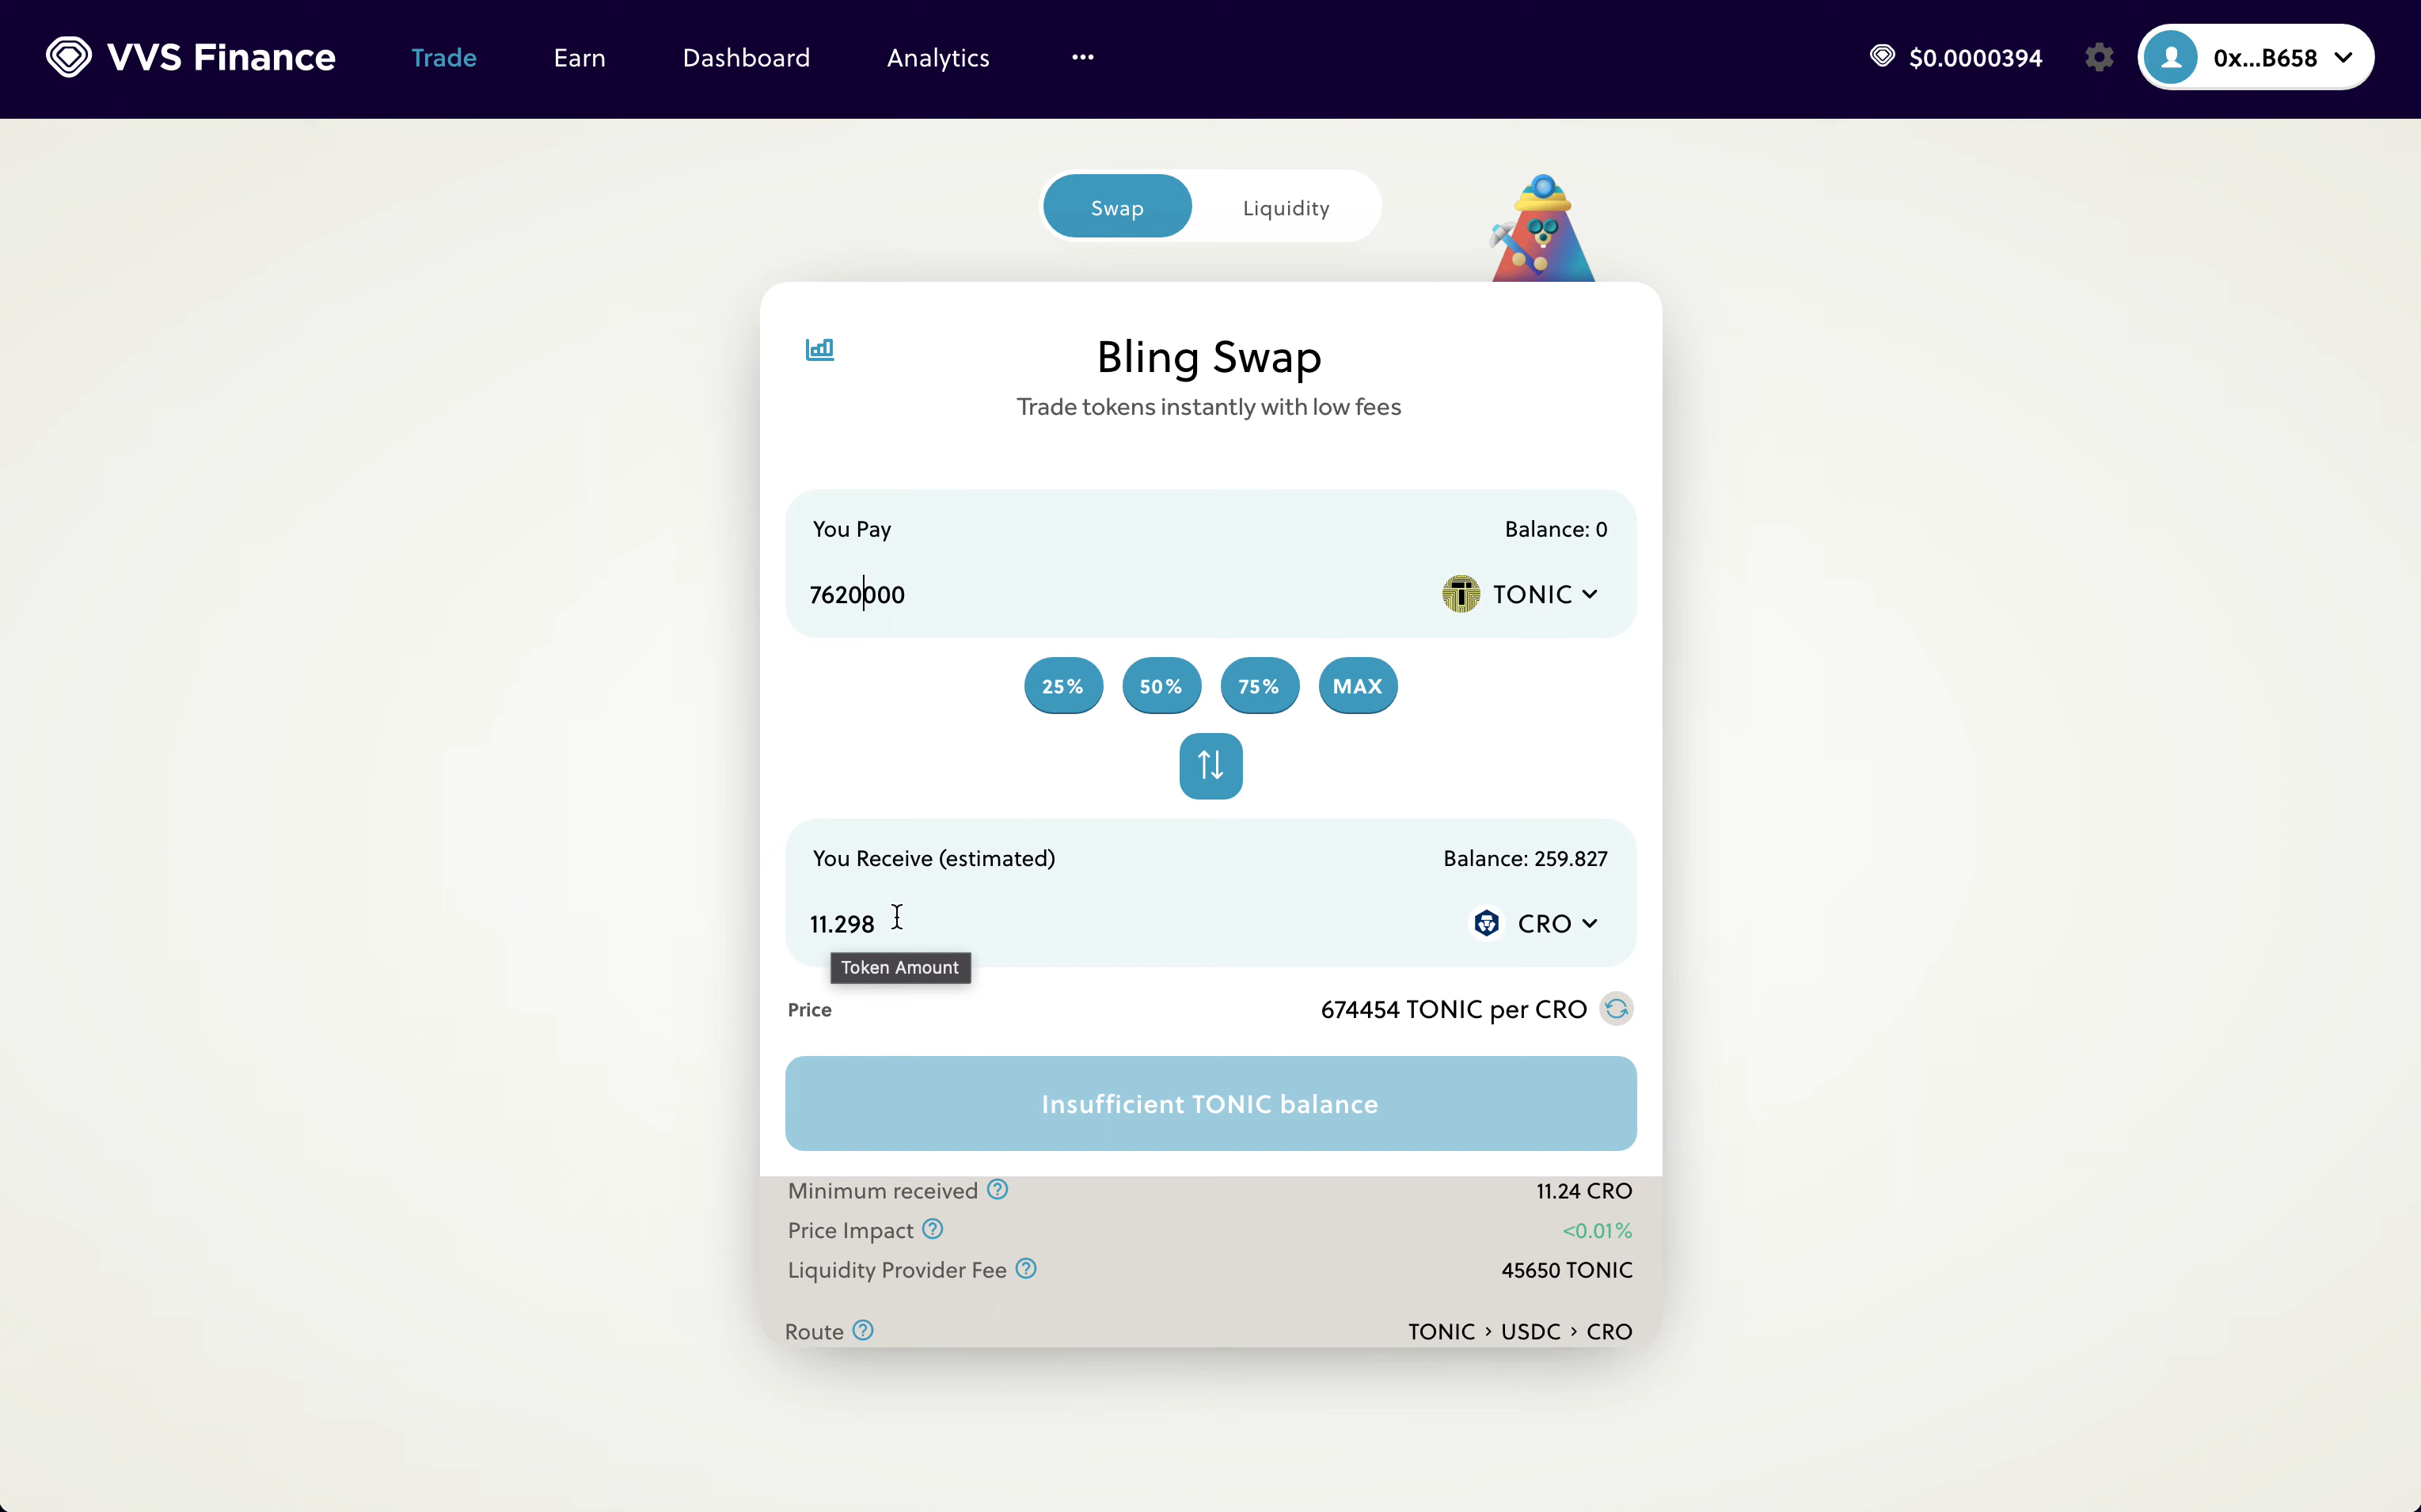 VVS Finance
Trade
Earn
Dashboard
Analytics
...
$0.0000394
0x...B658
Swap
Liquidity
Bling Swap
Trade tokens instantly with low fees
You Pay
Balance: 0
7620000
TONIC
25%
50%
75%
MAX
You Receive (estimated)
Balance: 259.827
11.298
CRO
Token Amount
Price
674454 TONIC per CRO
Insufficient TONIC balance
Minimum received ?
11.24 CRO
Price Impact ?
<0.01%
Liquidity Provider Fee ?
45650 TONIC
Route ?
TONIC > USDC > CRO